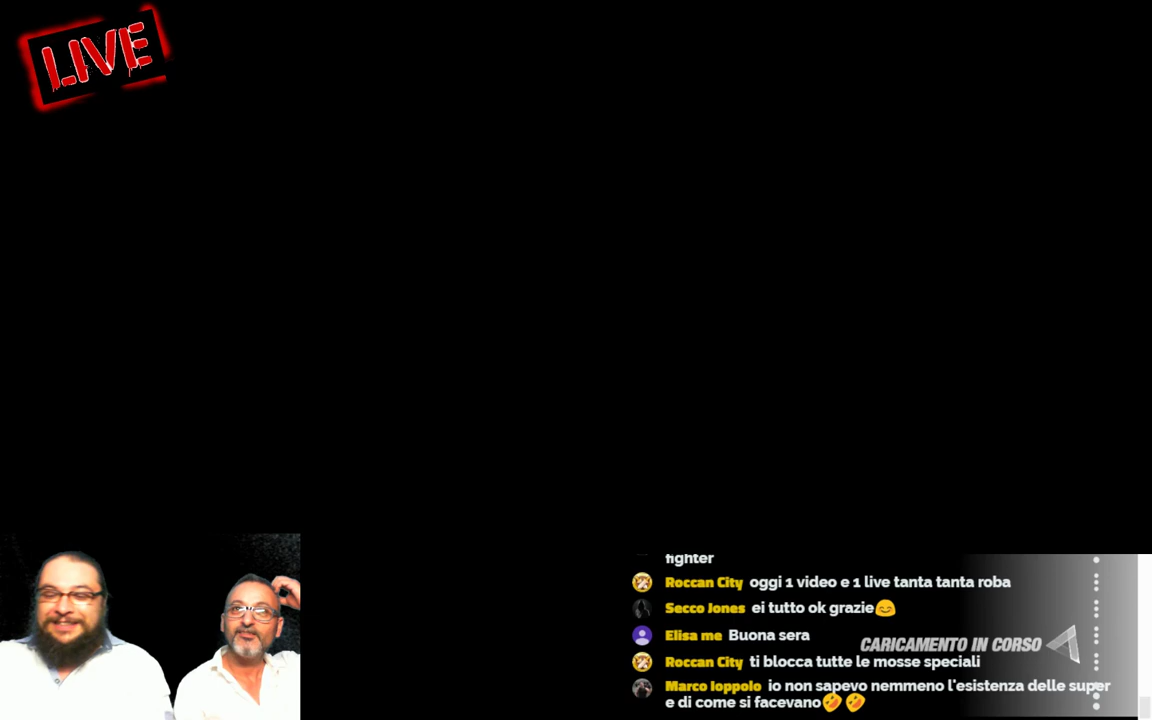 LIVE
fighter
Roccan City oggi 1 video e 1 live tanta tanta roba
Secco Jones ei tutto ok grazie😊
Elisa me Buona sera
CARICAMENTO IN CORSO
Roccan City ti blocca tutte le mosse speciali
Marco Ioppolo io non sapevo nemmeno l'esistenza delle super
e di come si facevano🤣🤣